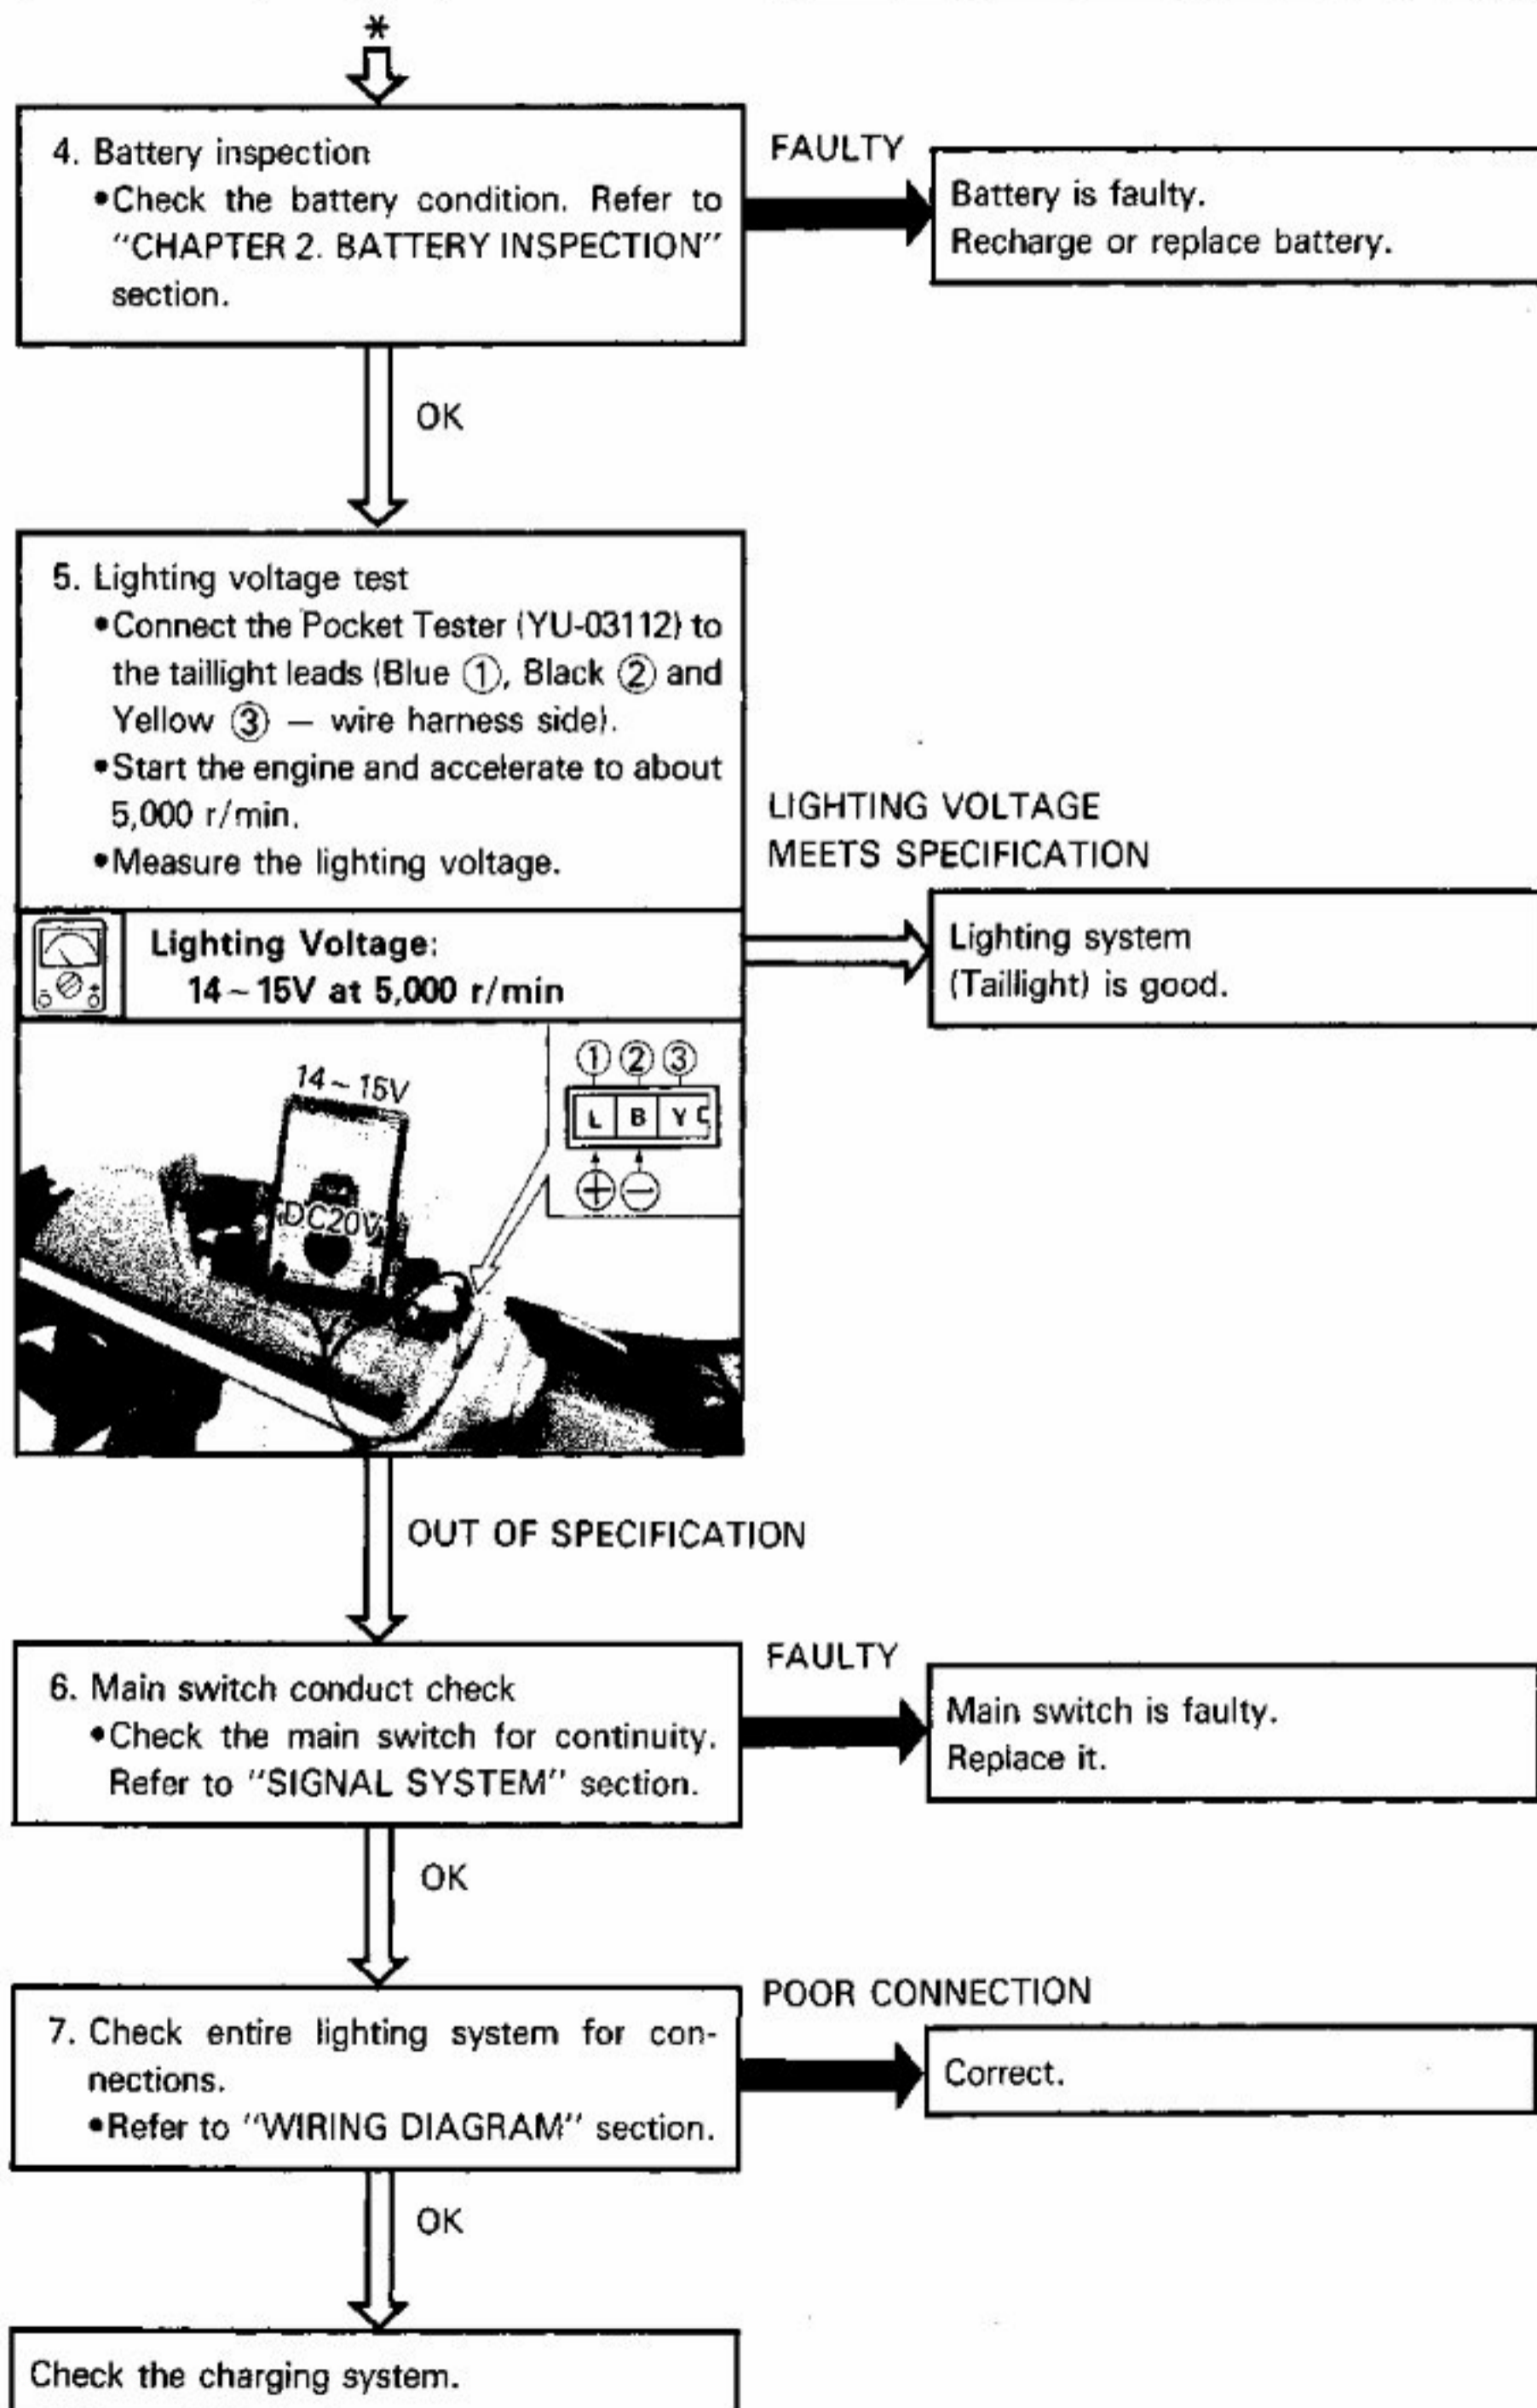 *
4. Battery inspection
•Check the battery condition. Refer to
"CHAPTER 2. BATTERY INSPECTION"
section.
FAULTY
Battery is faulty.
Recharge or replace battery.
OK
5. Lighting voltage test
•Connect the Pocket Tester (YU-03112) to
the taillight leads (Blue ①, Black ② and
Yellow ③ — wire harness side).
•Start the engine and accelerate to about
5,000 r/min.
•Measure the lighting voltage.
LIGHTING VOLTAGE
MEETS SPECIFICATION
Lighting system
(Taillight) is good.
Lighting Voltage:
14~15V at 5,000 r/min
14~15V
DC20V
① ② ③
L B Y
⊕ ⊖
OUT OF SPECIFICATION
6. Main switch conduct check
•Check the main switch for continuity.
Refer to "SIGNAL SYSTEM" section.
FAULTY
Main switch is faulty.
Replace it.
OK
7. Check entire lighting system for con-
nections.
•Refer to "WIRING DIAGRAM" section.
POOR CONNECTION
Correct.
OK
Check the charging system.